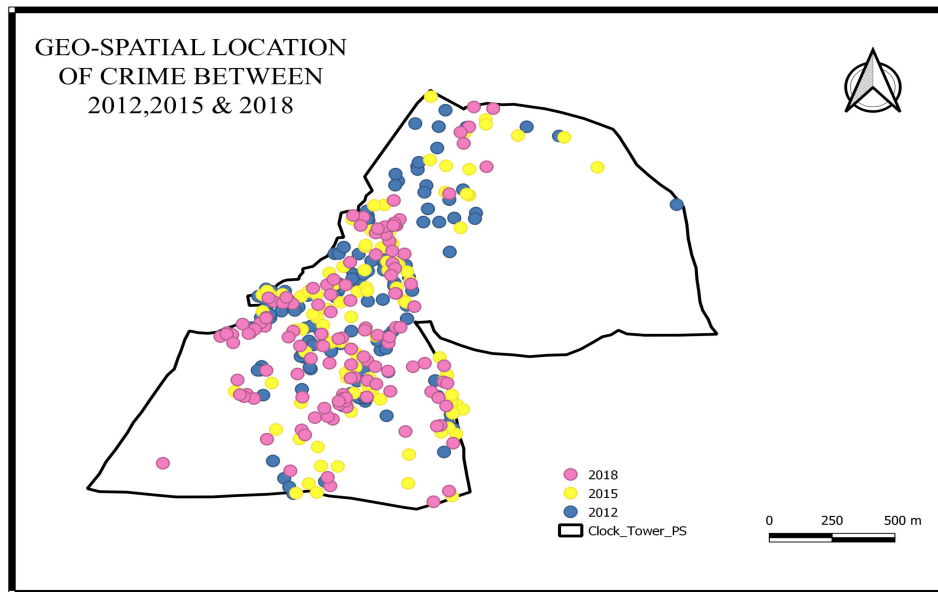 GEO-SPATIAL LOCATION
OF CRIME BETWEEN
2012,2015 & 2018
2018
2015
2012
Clock_Tower_PS
0 250 500 m